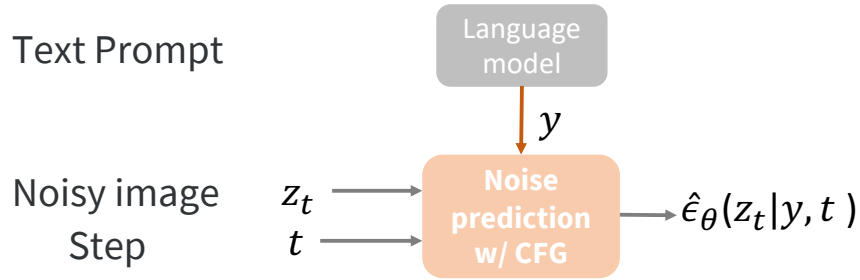 Text Prompt
Language
model
y
Noisy image
Step
z_t
t
Noise
prediction
w/ CFG
ϵ̂_θ(z_t|y, t )